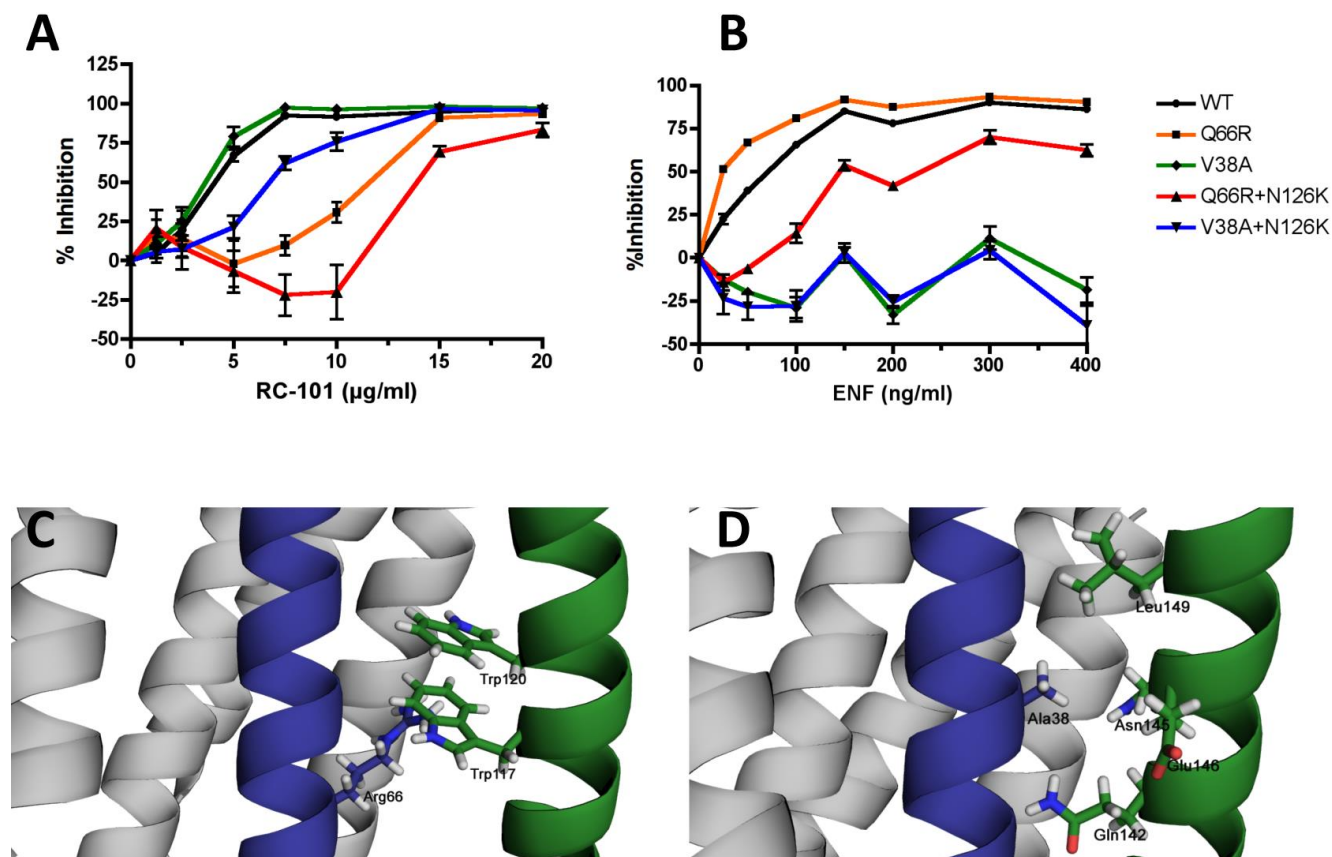 A
125
100
75
50
25
0
-25
-50
% Inhibition
0
5
10
15
20
RC-101 (µg/ml)
B
100
75
50
25
0
-25
-50
%Inhibition
0
100
200
300
400
ENF (ng/ml)
WT
Q66R
V38A
Q66R+N126K
V38A+N126K
C
Trp120
Trp117
Arg66
D
Leu149
Ala38
Asn145
Glu146
Gln142